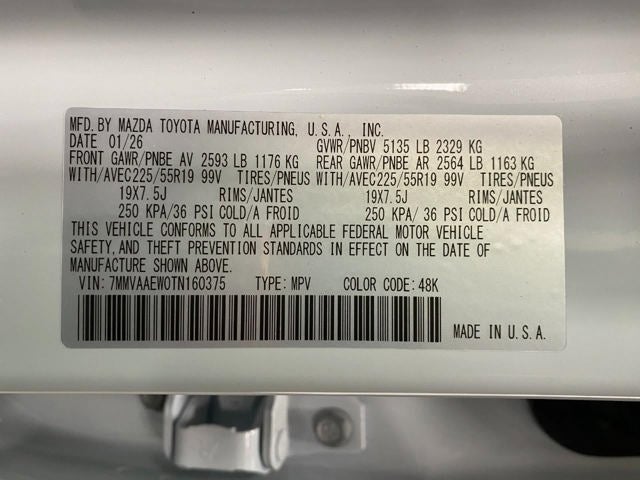 MFD. BY MAZDA TOYOTA MANUFACTURING, U.S.A., INC.
DATE 01/26 GVWR/PNBV 5135 LB 2329 KG
FRONT GAWR/PNBE AV 2593 LB 1176 KG REAR GAWR/PNBE AR 2564 LB 1163 KG
WITH/AVEC225/55R19 99V TIRES/PNEUS WITH/AVEC225/55R19 99V TIRES/PNEUS
19X7.5J RIMS/JANTES 19X7.5J RIMS/JANTES
250 KPA/36 PSI COLD/A FROID 250 KPA/ 36 PSI COLD/A FROID
THIS VEHICLE CONFORMS TO ALL APPLICABLE FEDERAL MOTOR VEHICLE
SAFETY, AND THEFT PREVENTION STANDARDS IN EFFECT ON THE DATE OF
MANUFACTURE SHOWN ABOVE.
VIN: 7MMVAAEW0TN160375 TYPE: MPV COLOR CODE: 48K
MADE IN U.S.A.